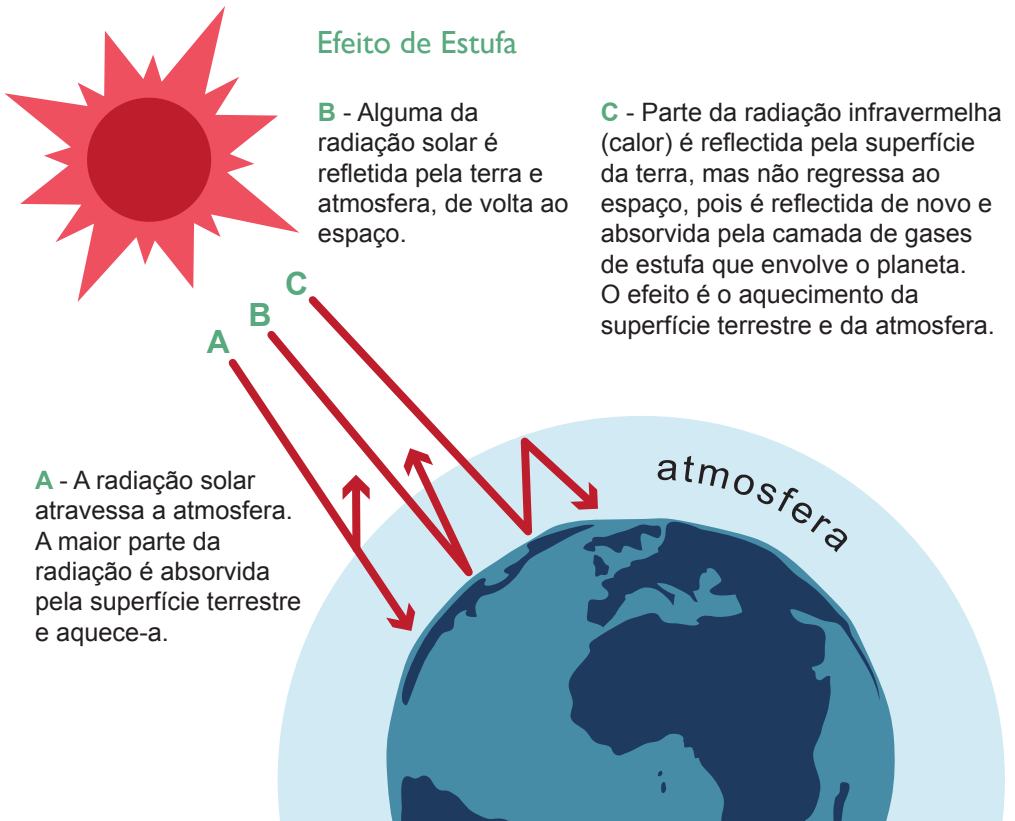 Efeito de Estufa
B - Alguma da
radiação solar é
refletida pela terra e
atmosfera, de volta ao
espaço.
C - Parte da radiação infravermelha
(calor) é reflectida pela superfície
da terra, mas não regressa ao
espaço, pois é reflectida de novo e
absorvida pela camada de gases
de estufa que envolve o planeta.
O efeito é o aquecimento da
superfície terrestre e da atmosfera.
C
B
A
A - A radiação solar
atravessa a atmosfera.
A maior parte da
radiação é absorvida
pela superfície terrestre
e aquece-a.
atmosfera